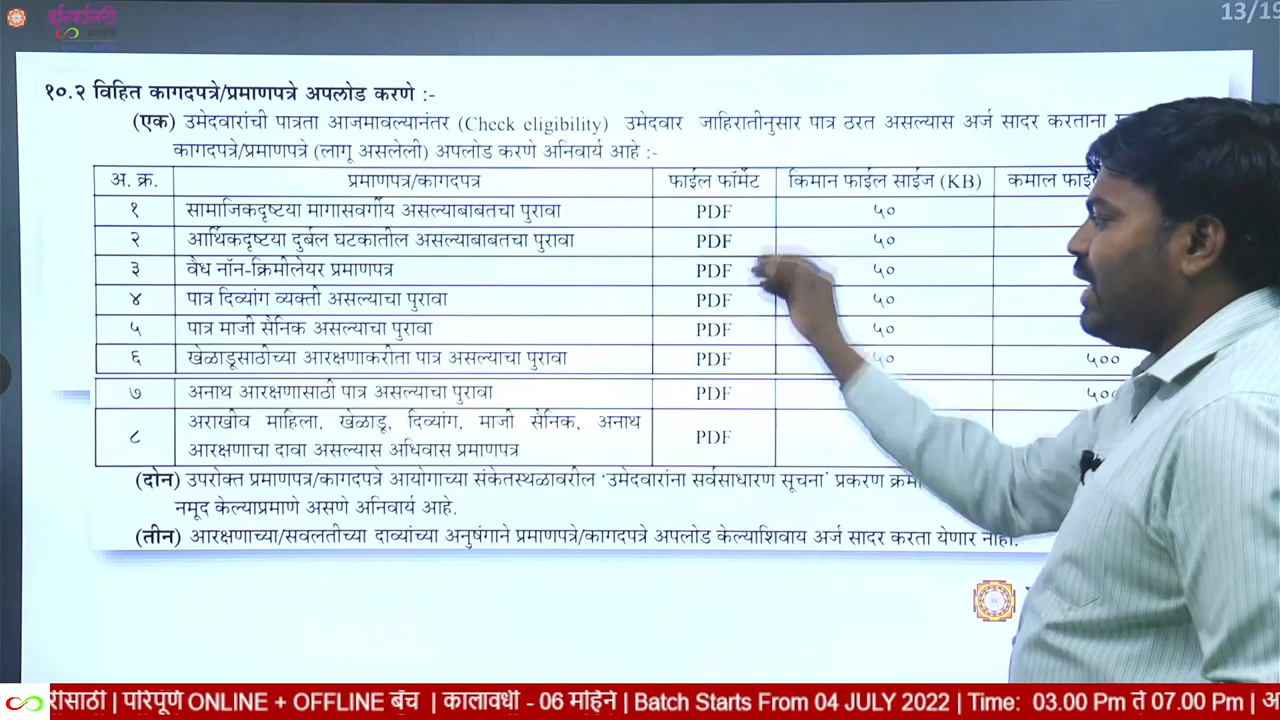 13/19
१०.२ विहित कागदपत्रे/प्रमाणपत्रे अपलोड करणे :-
(एक) उमेदवारांची पात्रता आजमावल्यानंतर (Check eligibility) उमेदवार जाहिरातीनुसार पात्र ठरत असल्यास अर्ज सादर करताना
कागदपत्रे/प्रमाणपत्रे (लागू असलेली) अपलोड करणे अनिवार्य आहे :-
अ. क्र. प्रमाणपत्र/कागदपत्र फाईल फॉर्मेट किमान फाईल साईज (KB) कमाल
१ सामाजिकदृष्ट्या मागासवर्गीय असल्याबाबतचा पुरावा PDF ५०
२ आर्थिकदृष्ट्या दुर्बल घटकातील असल्याबाबतचा पुरावा PDF ५०
३ वैध नॉन-क्रिमीलेयर प्रमाणपत्र PDF ५०
४ पात्र दिव्यांग व्यक्ती असल्याचा पुरावा PDF ५०
५ पात्र माजी सैनिक असल्याचा पुरावा PDF ५०
६ खेळाडूसाठीच्या आरक्षणाकरीता पात्र असल्याचा पुरावा PDF ५० ५००
७ अनाथ आरक्षणासाठी पात्र असल्याचा पुरावा PDF
८ अराखीव माहिला, खेळाडू, दिव्यांग, माजी सैनिक, अनाथ PDF
आरक्षणाचा दावा असल्यास अधिवास प्रमाणपत्र
(दोन) उपरोक्त प्रमाणपत्र/कागदपत्रे आयोगाच्या संकेतस्थळावरील 'उमेदवारांना सर्वसाधारण सूचना' प्रकरण
नमूद केल्याप्रमाणे असणे अनिवार्य आहे.
(तीन) आरक्षणाच्या/सवलतीच्या दाव्यांच्या अनुषंगाने प्रमाणपत्रे/कागदपत्रे अपलोड केल्याशिवाय अर्ज सादर करता येणार नाही.
| परिपूर्ण ONLINE + OFFLINE बॅच | कालावधी - 06 महिने | Batch Starts From 04 JULY 2022 | Time: 03.00 Pm ते 07.00 Pm |